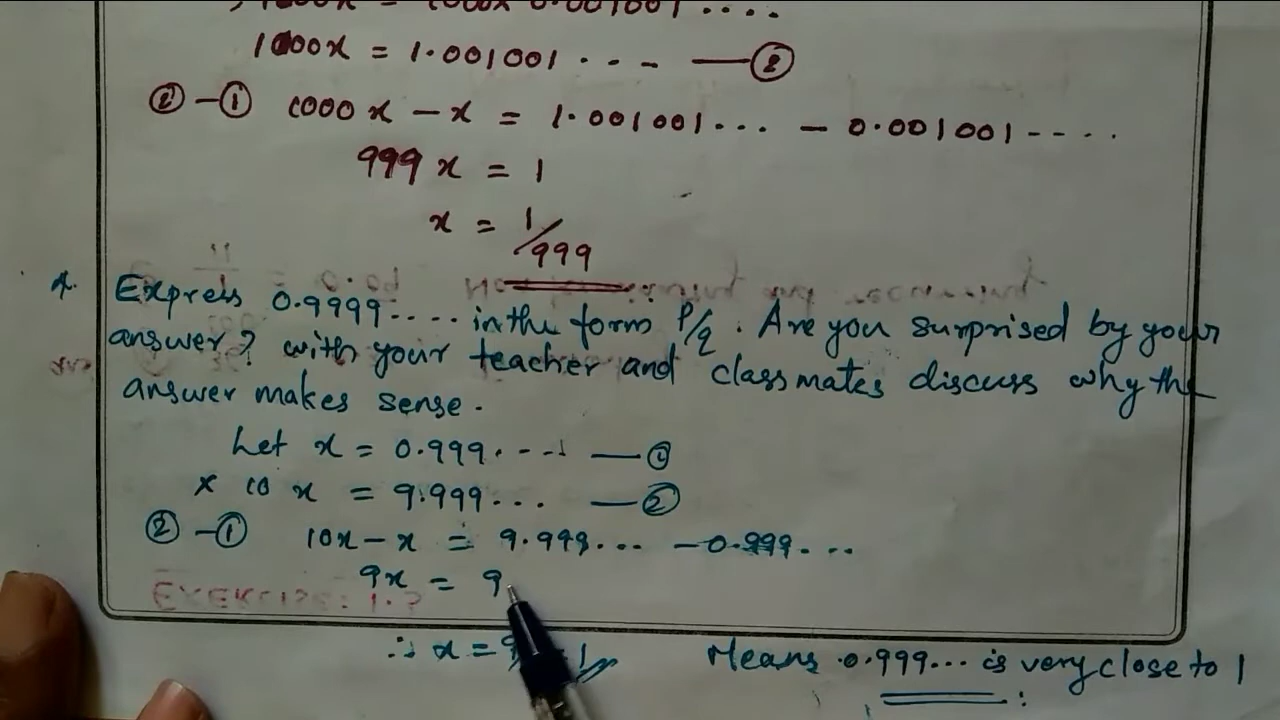 1000x = 1.001001... — ②
② - ① 1000x - x = 1.001001... - 0.001001----.
999x = 1
x = 1/999
Express 0.9999..... in the form P/q. Are you surprised by your
answer? with your teacher and classmates discuss why the
answer makes sense.
Let x = 0.999.--- — ①
x 10 x = 9.999... — ②
② - ① 10x - x = 9.999... - 0.999...
9x = 9
∴ x = 1 Means 0.999... is very close to 1